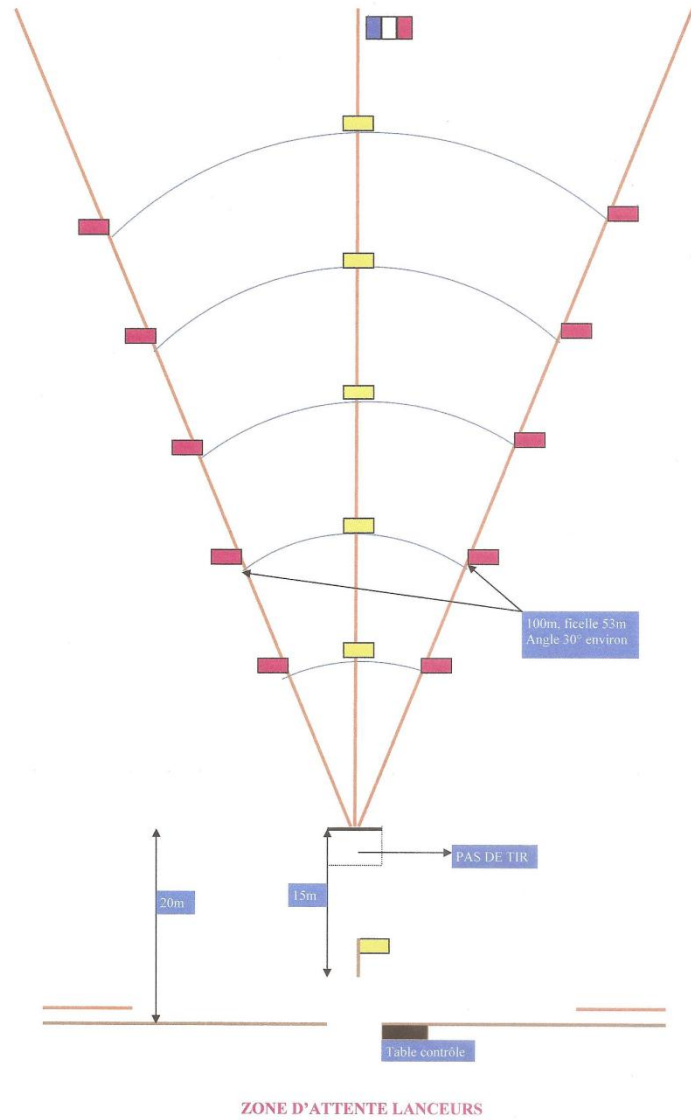 100m, ficelle 53m
Angle 30° environ
PAS DE TIR
20m
15m
Table contrôle
ZONE D'ATTENTE LANCEURS